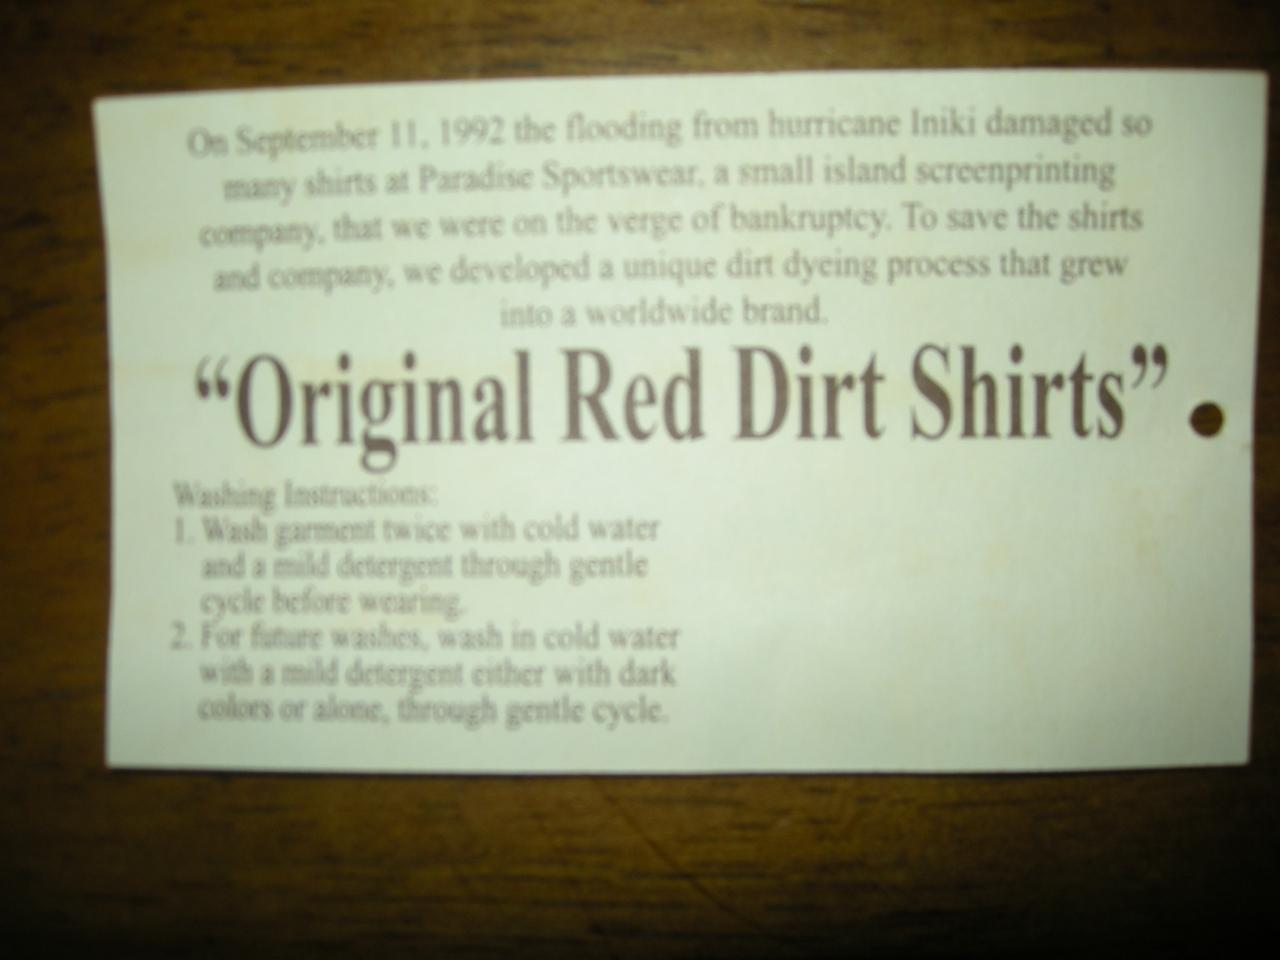 On September 11, 1992 the flooding from hurricane Iniki damaged so
many shirts at Paradise Sportswear, a small island screenprinting
company, that we were on the verge of bankruptcy. To save the shirts
and company, we developed a unique dirt dyeing process that grew
into a worldwide brand.
“Original Red Dirt Shirts”
Washing Instructions:
1. Wash garment twice with cold water
and a mild detergent through gentle
cycle before wearing.
2. For future washes, wash in cold water
with a mild detergent either with dark
colors or alone, through gentle cycle.